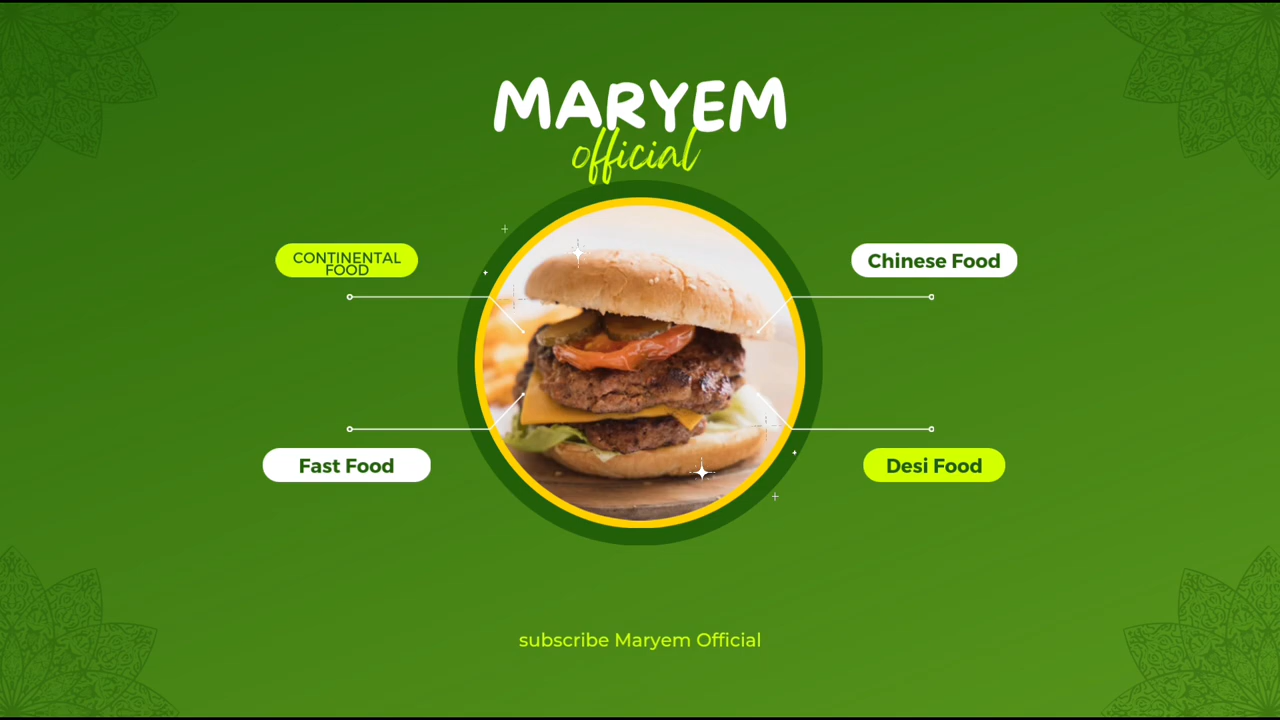 MARYEM
official
CONTINENTAL
FOOD
Chinese Food
Fast Food
Desi Food
subscribe Maryem Official